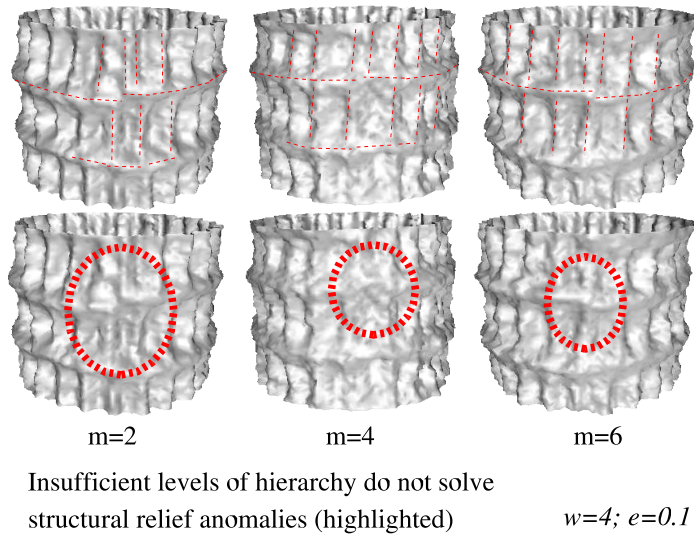 m=2
m=4
m=6
Insufficient levels of hierarchy do not solve
structural relief anomalies (highlighted)
w=4; e=0.1